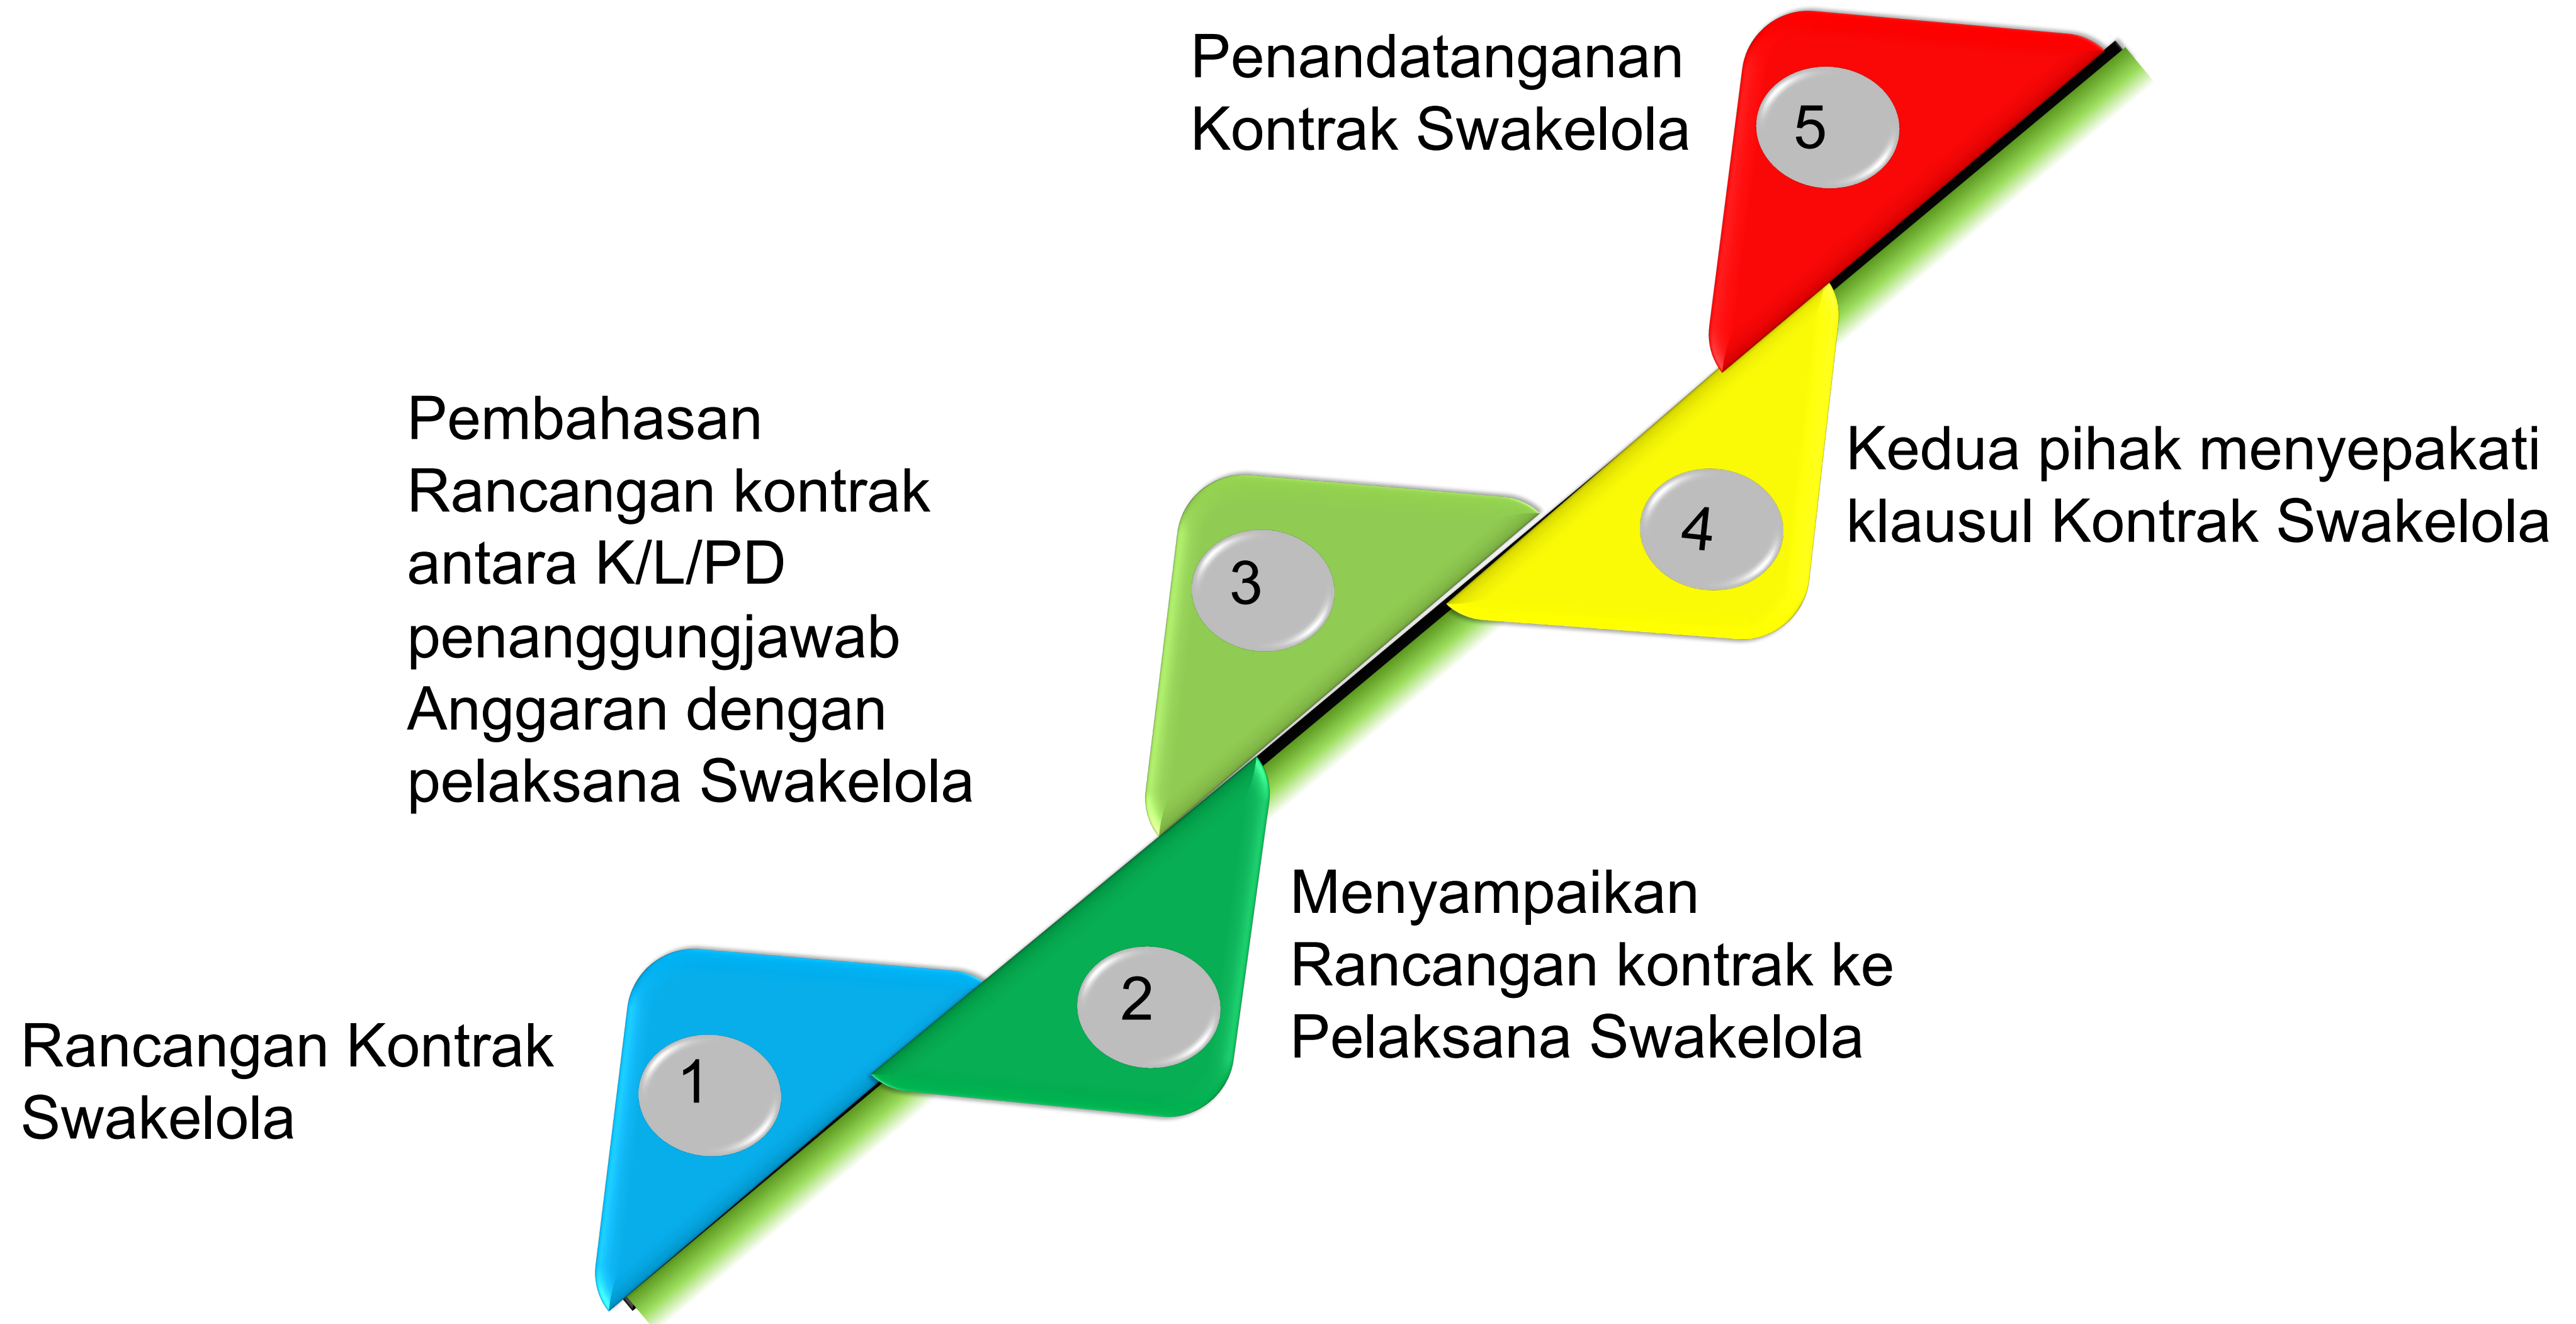 Penandatanganan
Kontrak Swakelola
5
Pembahasan
Rancangan kontrak
antara K/L/PD
penanggungjawab
Anggaran dengan
pelaksana Swakelola
3
4
Kedua pihak menyepakati
klausul Kontrak Swakelola
Rancangan Kontrak
Swakelola
1
2
Menyampaikan
Rancangan kontrak ke
Pelaksana Swakelola